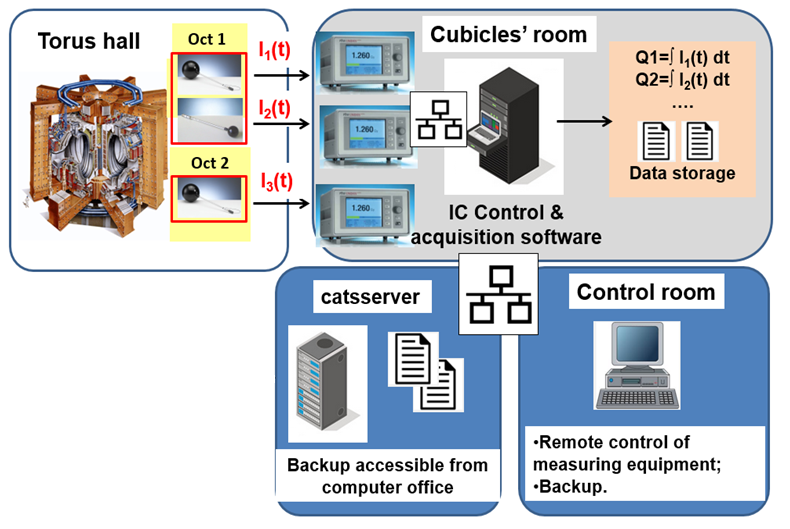 Torus hall
Oct 1
Oct 2
I1(t)
I2(t)
I3(t)
Cubicles’ room
1.260
1.260
1.260
IC Control &
acquisition software
Q1=∫ I1(t) dt
Q2=∫ I2(t) dt
....
Data storage
catsserver
Backup accessible from
computer office
Control room
•Remote control of
measuring equipment;
•Backup.